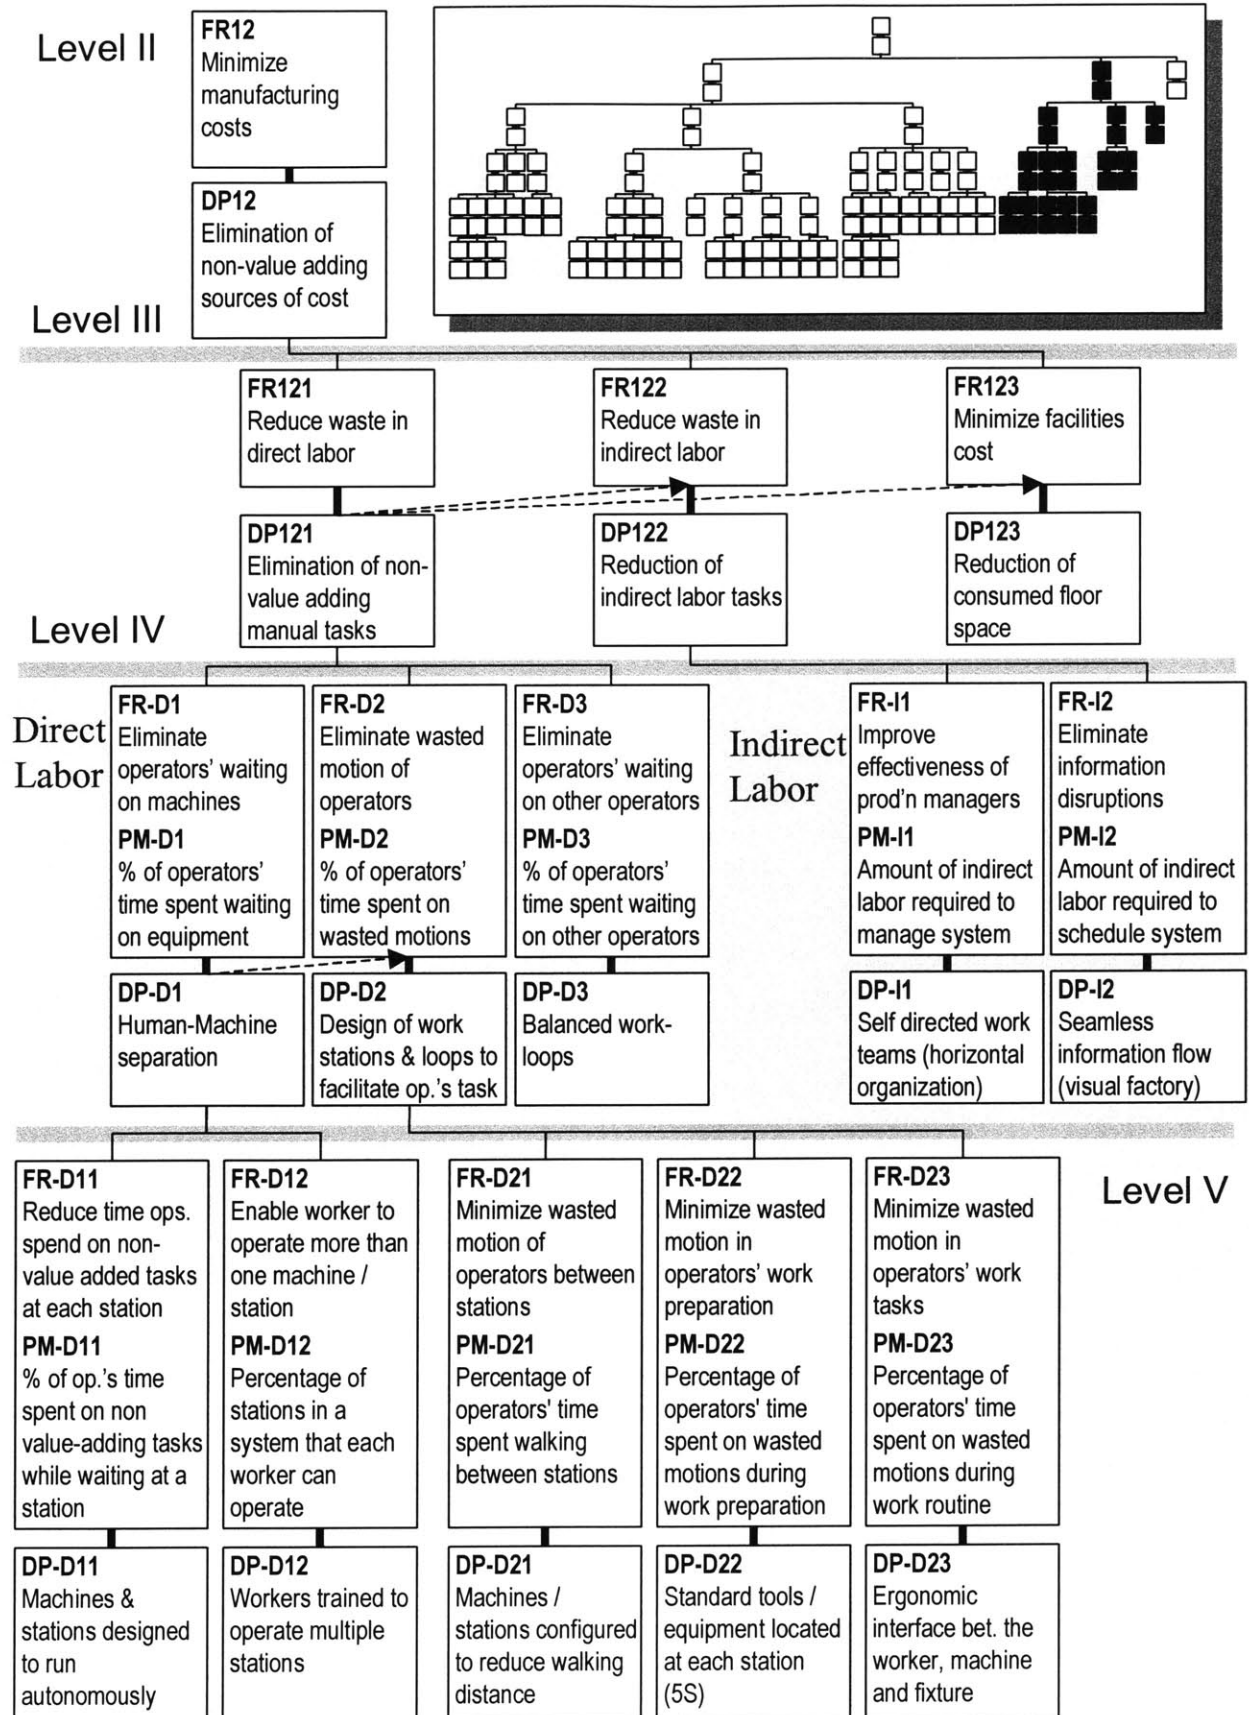 Level II
FR12
Minimize
manufacturing
costs
DP12
Elimination of
non-value adding
sources of cost
Level III
FR121
Reduce waste in
direct labor
FR122
Reduce waste in
indirect labor
FR123
Minimize facilities
cost
DP121
Elimination of non-
value adding
manual tasks
DP122
Reduction of
indirect labor tasks
DP123
Reduction of
consumed floor
space
Level IV
Direct
Labor
FR-D1
Eliminate
operators' waiting
on machines
PM-D1
% of operators'
time spent waiting
on equipment
FR-D2
Eliminate wasted
motion of
operators
PM-D2
% of operators'
time spent on
wasted motions
FR-D3
Eliminate
operators' waiting
on other operators
PM-D3
% of operators'
time spent waiting
on other operators
Indirect
Labor
FR-I1
Improve
effectiveness of
prod'n managers
PM-I1
Amount of indirect
labor required to
manage system
FR-I2
Eliminate
information
disruptions
PM-I2
Amount of indirect
labor required to
schedule system
DP-D1
Human-Machine
separation
DP-D2
Design of work
stations & loops to
facilitate op.'s task
DP-D3
Balanced work-
loops
DP-I1
Self directed work
teams (horizontal
organization)
DP-I2
Seamless
information flow
(visual factory)
Level V
FR-D11
Reduce time ops.
spend on non-
value added tasks
at each station
PM-D11
% of op.'s time
spent on non
value-adding tasks
while waiting at a
station
FR-D12
Enable worker to
operate more than
one machine /
station
PM-D12
Percentage of
stations in a
system that each
worker can
operate
FR-D21
Minimize wasted
motion of
operators between
stations
PM-D21
Percentage of
operators' time
spent walking
between stations
FR-D22
Minimize wasted
motion in
operators' work
preparation
PM-D22
Percentage of
operators' time
spent on wasted
motions during
work preparation
FR-D23
Minimize wasted
motion in
operators' work
tasks
PM-D23
Percentage of
operators' time
spent on wasted
motions during
work routine
DP-D11
Machines &
stations designed
to run
autonomously
DP-D12
Workers trained to
operate multiple
stations
DP-D21
Machines /
stations configured
to reduce walking
distance
DP-D22
Standard tools /
equipment located
at each station
(5S)
DP-D23
Ergonomic
interface bet. the
worker, machine
and fixture